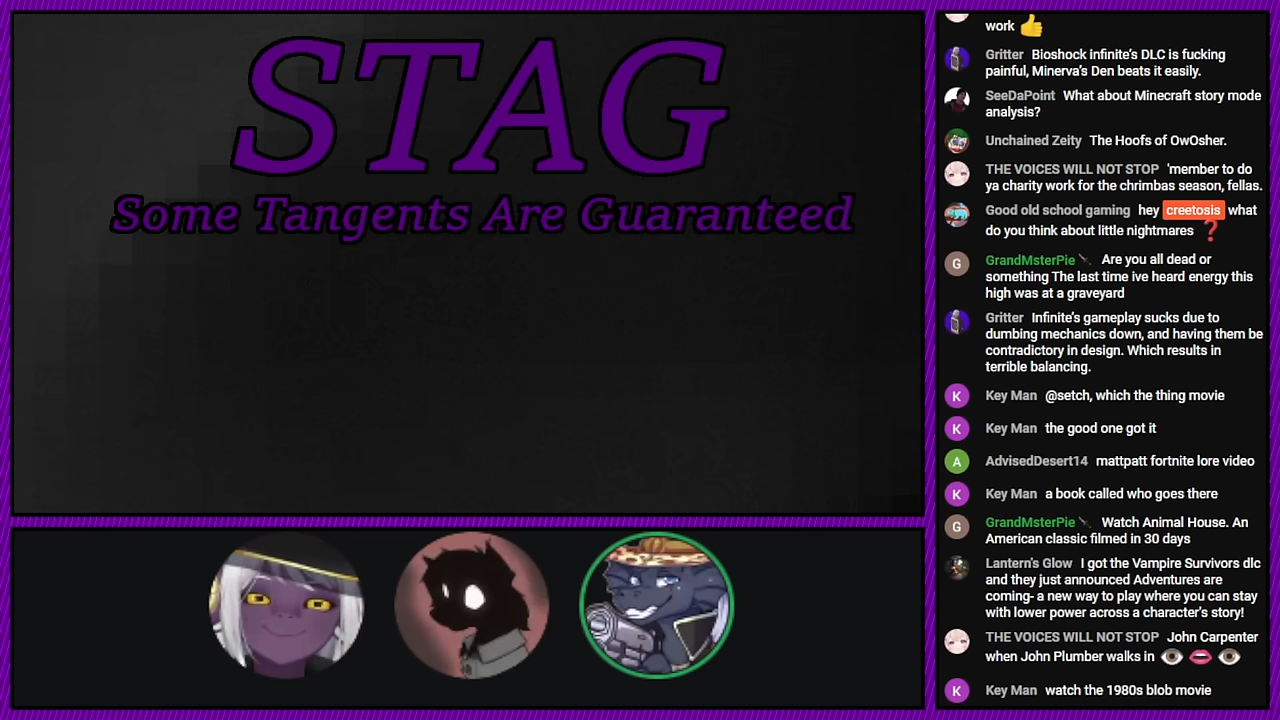 STAG
Some Tangents Are Guaranteed
work 👍
Gritter Bioshock infinite's DLC is fucking
painful, Minerva's Den beats it easily.
SeeDaPoint What about Minecraft story mode
analysis?
Unchained Zeity The Hoofs of OwOsher.
THE VOICES WILL NOT STOP 'member to do
ya charity work for the chrimbas season, fellas.
Good old school gaming hey creetosis what
do you think about little nightmares ❓
G
GrandMsterPie Are you all dead or
something The last time ive heard energy this
high was at a graveyard
Gritter Infinite's gameplay sucks due to
dumbing mechanics down, and having them be
contradictory in design. Which results in
terrible balancing.
K
Key Man @setch, which the thing movie
K
Key Man the good one got it
A
AdvisedDesert14 mattpatt fortnite lore video
K
Key Man a book called who goes there
G
GrandMsterPie Watch Animal House. An
American classic filmed in 30 days
Lantern's Glow I got the Vampire Survivors dlc
and they just announced Adventures are
coming- a new way to play where you can stay
with lower power across a character's story!
THE VOICES WILL NOT STOP John Carpenter
when John Plumber walks in 👁️ 👄 👁️
K
Key Man watch the 1980s blob movie